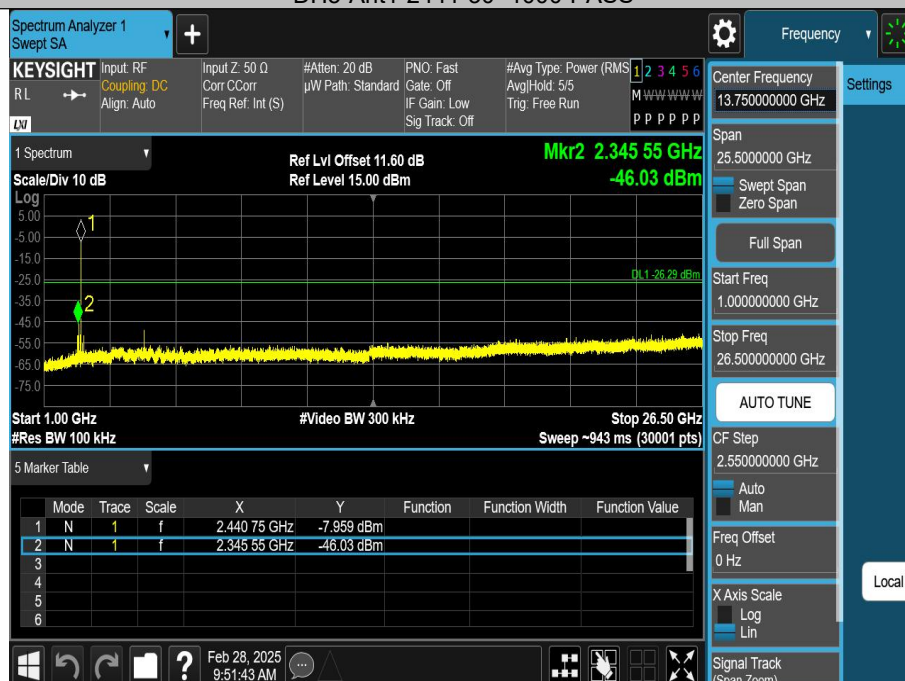 Spectrum Analyzer 1
Swept SA
Frequency
KEYSIGHT
RL
LXI
Input: RF
Coupling: DC
Align: Auto
Input Z: 50 Ω
Corr CCorr
Freq Ref: Int (S)
#Atten: 20 dB
µW Path: Standard
PNO: Fast
Gate: Off
IF Gain: Low
Sig Track: Off
#Avg Type: Power (RMS
Avg|Hold: 5/5
Trig: Free Run
1 2 3 4 5 6
M W W W W W
P P P P P P
1 Spectrum
Scale/Div 10 dB
Ref Lvl Offset 11.60 dB
Ref Level 15.00 dBm
Mkr2 2.345 55 GHz
-46.03 dBm
Log
5.00
-5.00
-15.0
-25.0
-35.0
-45.0
-55.0
-65.0
-75.0
1
2
DL1 -26.29 dBm
Start 1.00 GHz
#Res BW 100 kHz
#Video BW 300 kHz
Stop 26.50 GHz
Sweep ~943 ms (30001 pts)
5 Marker Table
Mode Trace Scale X Y Function Function Width Function Value
1 N 1 f 2.440 75 GHz -7.959 dBm
2 N 1 f 2.345 55 GHz -46.03 dBm
3
4
5
6
Center Frequency
13.750000000 GHz
Settings
Span
25.5000000 GHz
Swept Span
Zero Span
Full Span
Start Freq
1.000000000 GHz
Stop Freq
26.500000000 GHz
AUTO TUNE
CF Step
2.550000000 GHz
Auto
Man
Freq Offset
0 Hz
Local
X Axis Scale
Log
Lin
Signal Track
(Span Zoom)
?
Feb 28, 2025
9:51:43 AM